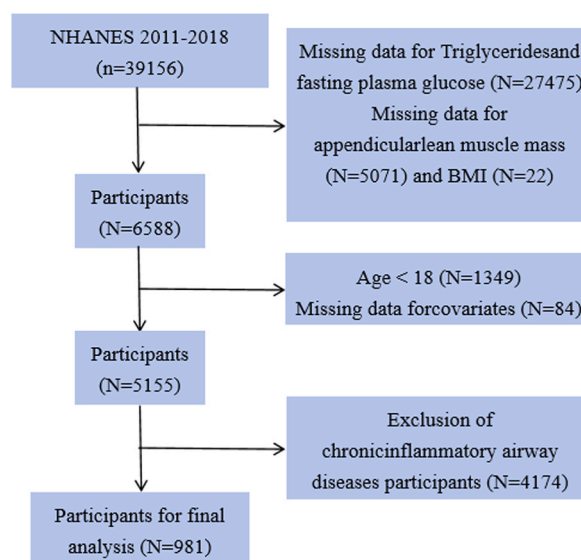 NHANES 2011-2018
(n=39156)
Missing data for Triglyceridesand
fasting plasma glucose (N=27475)
Missing data for
appendicularlean muscle mass
(N=5071) and BMI (N=22)
Participants
(N=6588)
Age < 18 (N=1349)
Missing data forcovariates (N=84)
Participants
(N=5155)
Exclusion of
chronicinflammatory airway
diseases participants (N=4174)
Participants for final
analysis (N=981)